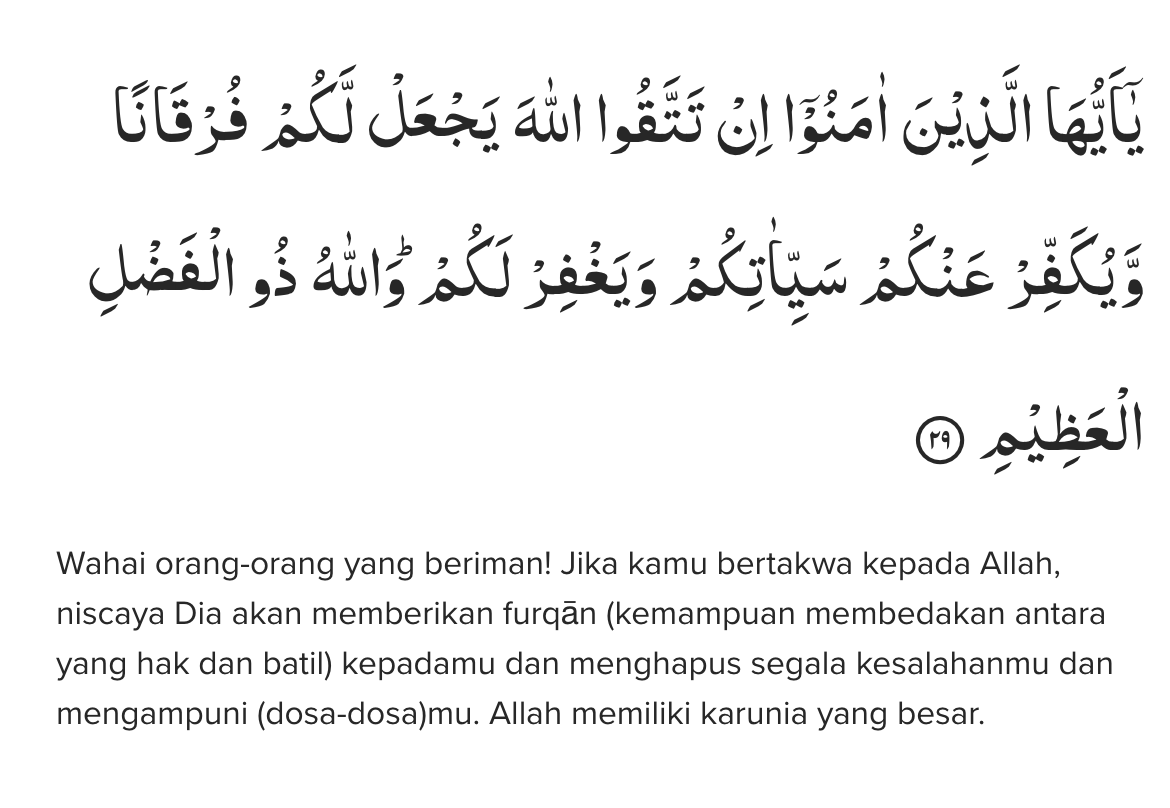 يٰٓاَيُّهَا الَّذِيْنَ اٰمَنُوْٓا اِنْ تَتَّقُوا اللّٰهَ يَجْعَلْ لَّكُمْ فُرْقَانًا
وَّيُكَفِّرْ عَنْكُمْ سَيِّاٰتِكُمْ وَيَغْفِرْ لَكُمْۗ وَاللّٰهُ ذُو الْفَضْلِ
الْعَظِيْمِ ٢٩
Wahai orang-orang yang beriman! Jika kamu bertakwa kepada Allah,
niscaya Dia akan memberikan furqān (kemampuan membedakan antara
yang hak dan batil) kepadamu dan menghapus segala kesalahanmu dan
mengampuni (dosa-dosa)mu. Allah memiliki karunia yang besar.